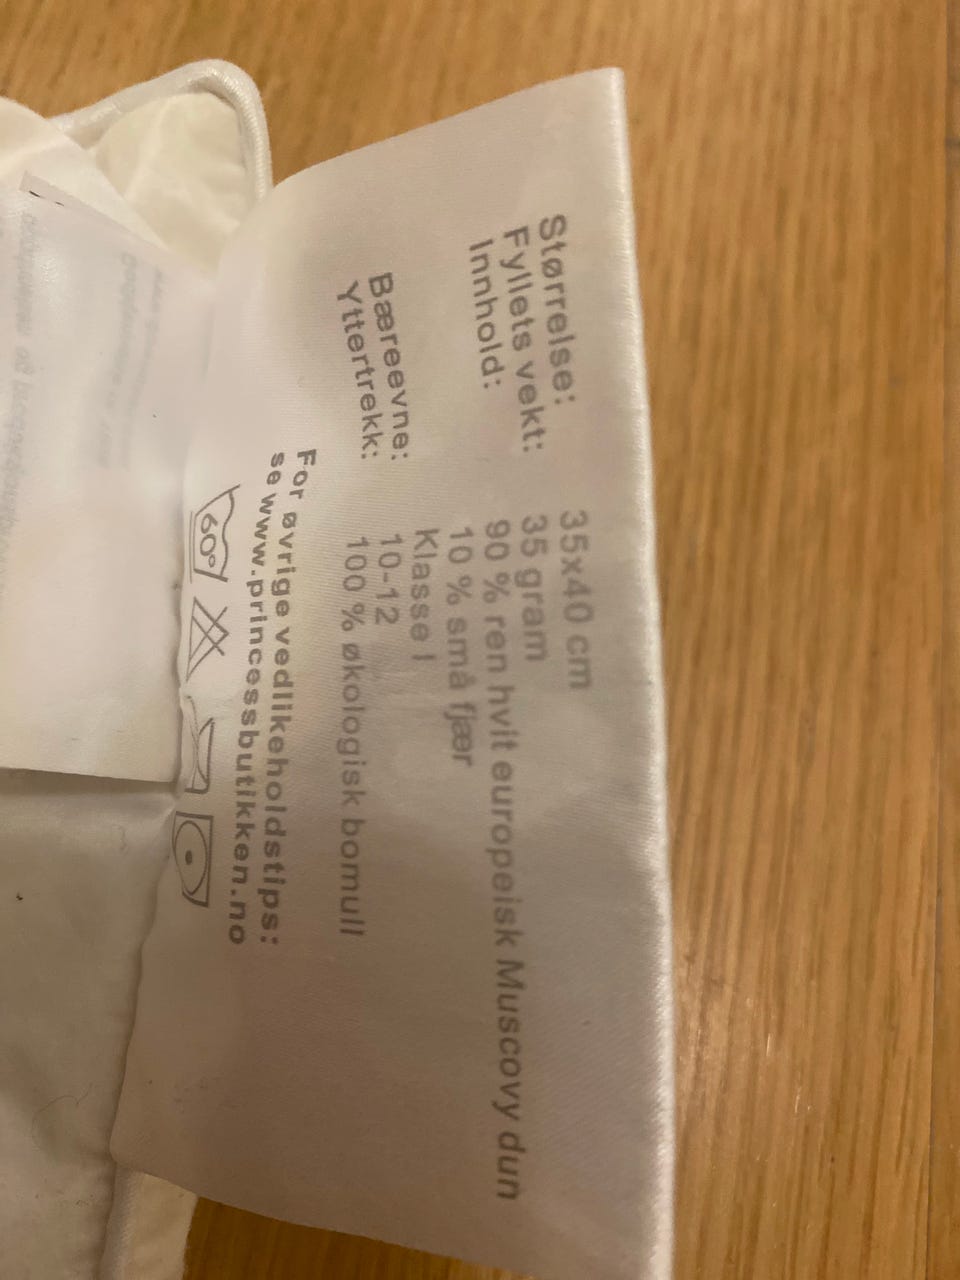 Størrelse: 35x40 cm
Fyllets vekt: 35 gram
Innhold: 90 % ren hvit europeisk Muscovy dun
10 % små fjær
Klasse I
Bæreevne: 10-12
Yttertrekk: 100 % økologisk bomull
For øvrige vedlikeholdstips:
se www.princessbutikken.no
60°